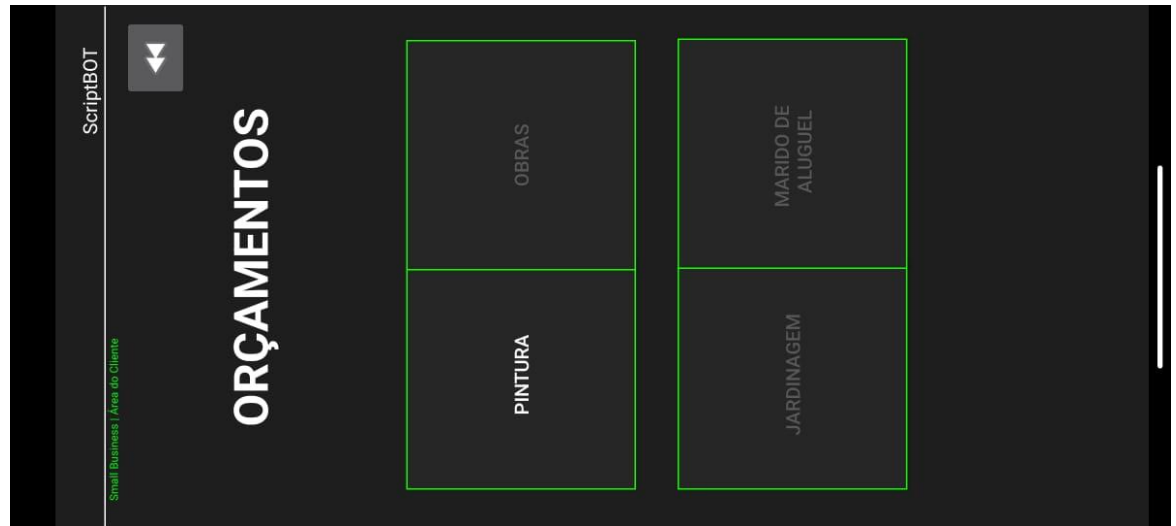 ScriptBOT
Small Business | Área do Cliente
ORÇAMENTOS
PINTURA
OBRAS
JARDINAGEM
MARIDO DE
ALUGUEL